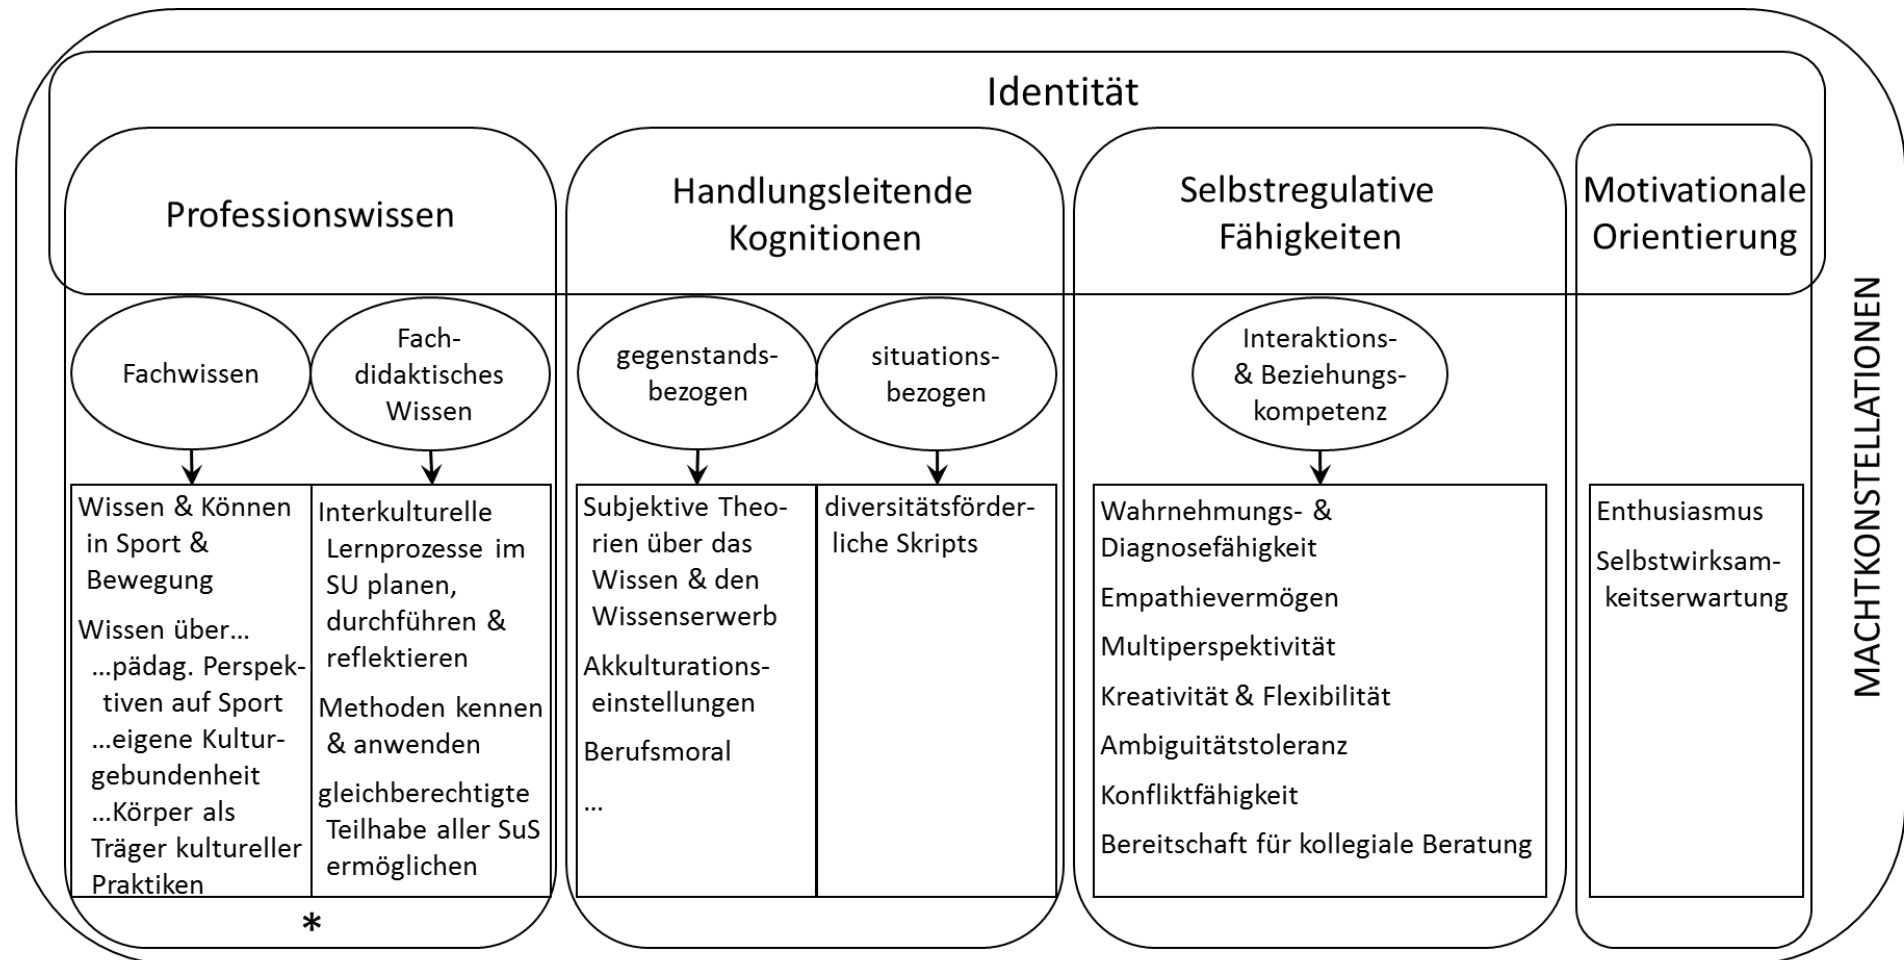 Identität
Professionswissen
Handlungsleitende
Kognitionen
Selbstregulative
Fähigkeiten
Motivationale
Orientierung
Fachwissen
Fach-
didaktisches
Wissen
gegenstands-
bezogen
situations-
bezogen
Interaktions-
& Beziehungs-
kompetenz
Wissen & Können
in Sport &
Bewegung
Wissen über...
...pädag. Perspek-
tiven auf Sport
...eigene Kultur-
gebundenheit
...Körper als
Träger kultureller
Praktiken
Interkulturelle
Lernprozesse im
SU planen,
durchführen &
reflektieren
Methoden kennen
& anwenden
gleichberechtigte
Teilhabe aller SuS
ermöglichen
Subjektive Theo-
rien über das
Wissen & den
Wissenserwerb
Akkulturations-
einstellungen
Berufsmoral
...
diversitätsförder-
liche Skripts
Wahrnehmungs- &
Diagnosefähigkeit
Empathievermögen
Multiperspektivität
Kreativität & Flexibilität
Ambiguitätstoleranz
Konfliktfähigkeit
Bereitschaft für kollegiale Beratung
Enthusiasmus
Selbstwirksam-
keitserwartung
*
MACHTKONSTELLATIONEN